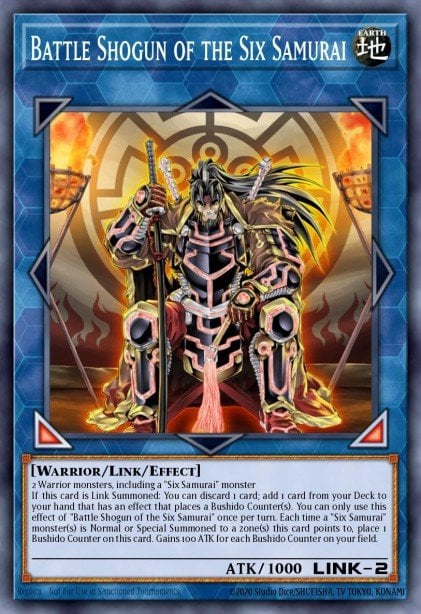 BATTLE SHOGUN OF THE SIX SAMURAI
EARTH
地
[WARRIOR/LINK/EFFECT]
2 Warrior monsters, including a "Six Samurai" monster
If this card is Link Summoned: You can discard 1 card; add 1 card from your Deck to
your hand that has an effect that places a Bushido Counter(s). You can only use this
effect of "Battle Shogun of the Six Samurai" once per turn. Each time a "Six Samurai"
monster(s) is Normal or Special Summoned to a zone(s) this card points to, place 1
Bushido Counter on this card. Gains 100 ATK for each Bushido Counter on your field.
ATK/1000 LINK-2
Replica - Not For Use in Sanctioned Tornmaments. ©2020 Studio Dice/SHUEISHA, TV TOKYO, KONAMI